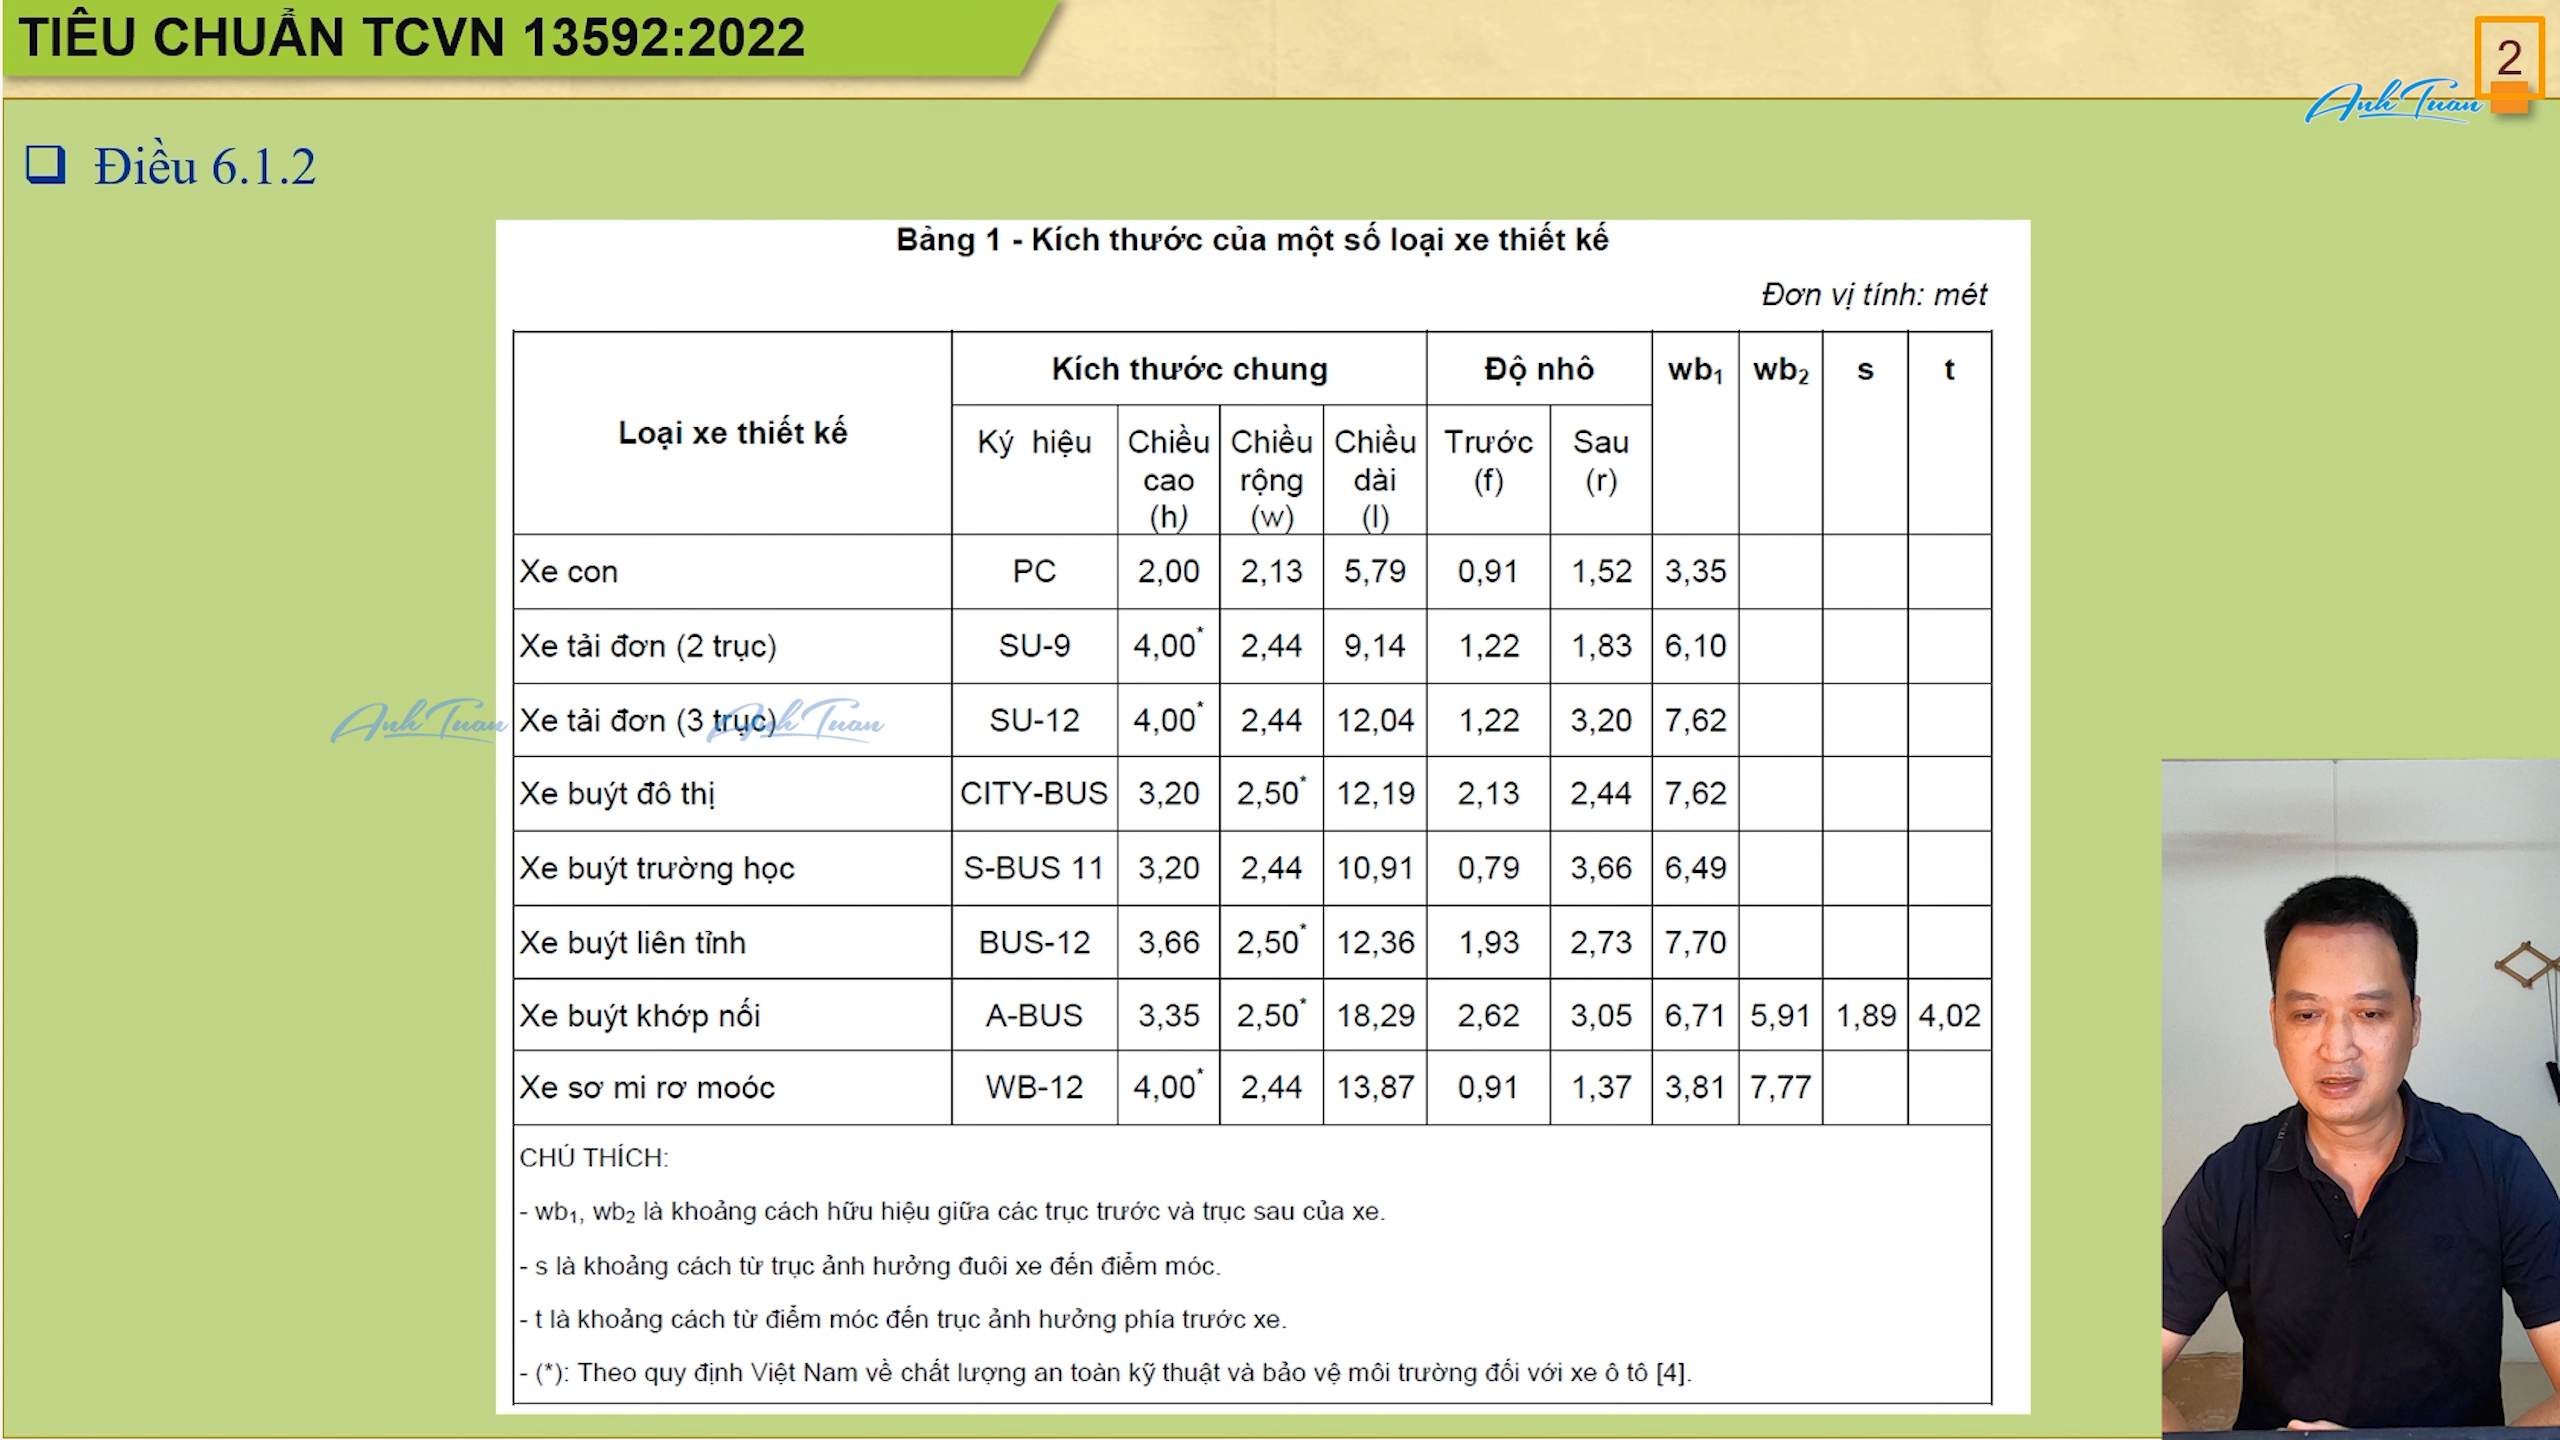 TIÊU CHUẨN TCVN 13592:2022
2
Anh Tuan
❑ Điều 6.1.2
Bảng 1 - Kích thước của một số loại xe thiết kế
Đơn vị tính: mét
Loại xe thiết kế | Kích thước chung | Độ nhô | wb₁ | wb₂ | s | t
Ký hiệu | Chiều cao (h) | Chiều rộng (w) | Chiều dài (l) | Trước (f) | Sau (r)
Xe con | PC | 2,00 | 2,13 | 5,79 | 0,91 | 1,52 | 3,35
Xe tải đơn (2 trục) | SU-9 | 4,00* | 2,44 | 9,14 | 1,22 | 1,83 | 6,10
Anh Tuan
Xe tải đơn (3 trục) | SU-12 | 4,00* | 2,44 | 12,04 | 1,22 | 3,20 | 7,62
Anh Tuan
Xe buýt đô thị | CITY-BUS | 3,20 | 2,50* | 12,19 | 2,13 | 2,44 | 7,62
Xe buýt trường học | S-BUS 11 | 3,20 | 2,44 | 10,91 | 0,79 | 3,66 | 6,49
Xe buýt liên tỉnh | BUS-12 | 3,66 | 2,50* | 12,36 | 1,93 | 2,73 | 7,70
Xe buýt khớp nối | A-BUS | 3,35 | 2,50* | 18,29 | 2,62 | 3,05 | 6,71 | 5,91 | 1,89 | 4,02
Xe sơ mi rơ moóc | WB-12 | 4,00* | 2,44 | 13,87 | 0,91 | 1,37 | 3,81 | 7,77
CHÚ THÍCH:
- wb₁, wb₂ là khoảng cách hữu hiệu giữa các trục trước và trục sau của xe.
- s là khoảng cách từ trục ảnh hưởng đuôi xe đến điểm móc.
- t là khoảng cách từ điểm móc đến trục ảnh hưởng phía trước xe.
- (*): Theo quy định Việt Nam về chất lượng an toàn kỹ thuật và bảo vệ môi trường đối với xe ô tô [4].